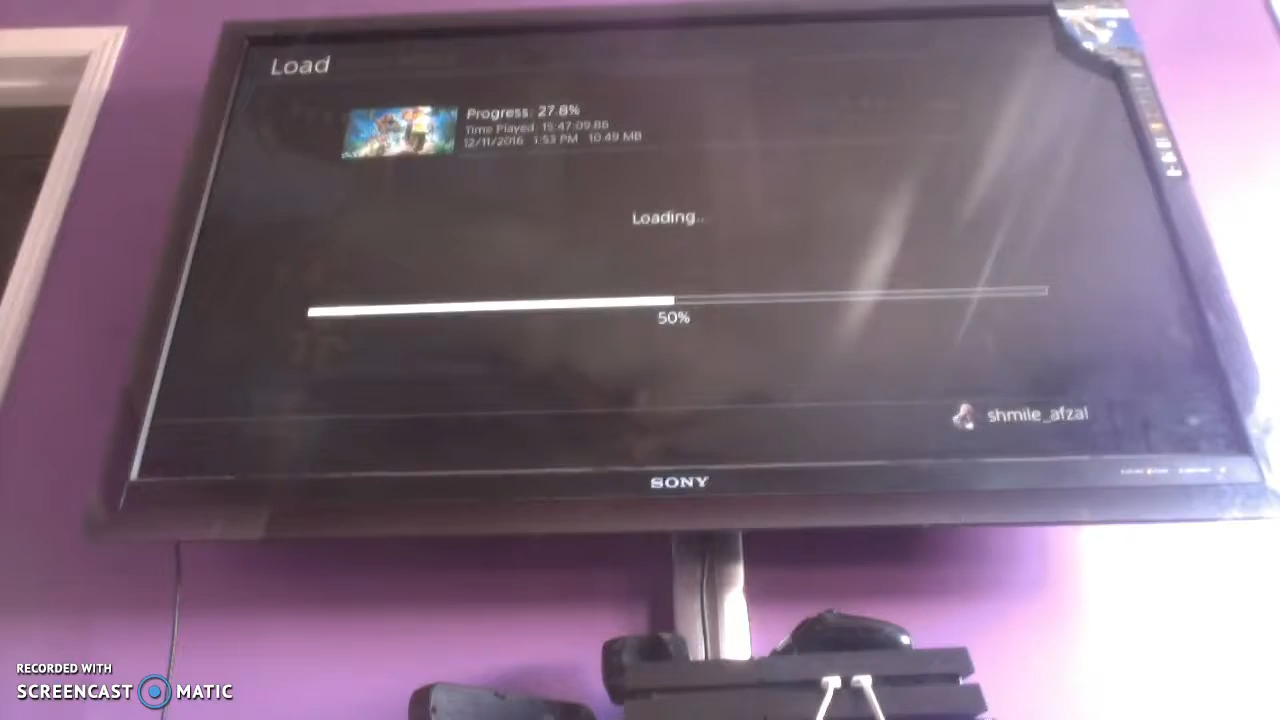 Load
Progress: 27.8%
Time Played 15:47:09.86
12/11/2016 1:53 PM 10.49 MB
Loading..
50%
shmile_afzal
SONY
RECORDED WITH
SCREENCAST MATIC